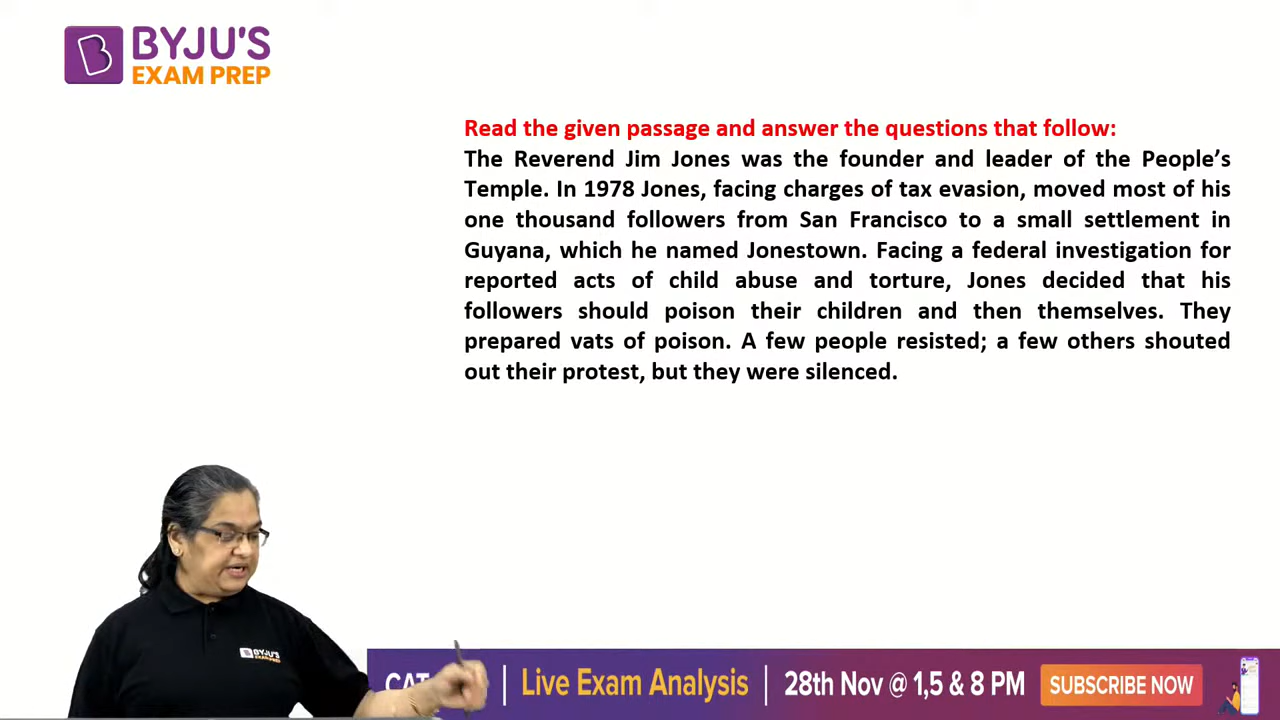 BYJU'S
EXAM PREP
Read the given passage and answer the questions that follow:
The Reverend Jim Jones was the founder and leader of the People’s
Temple. In 1978 Jones, facing charges of tax evasion, moved most of his
one thousand followers from San Francisco to a small settlement in
Guyana, which he named Jonestown. Facing a federal investigation for
reported acts of child abuse and torture, Jones decided that his
followers should poison their children and then themselves. They
prepared vats of poison. A few people resisted; a few others shouted
out their protest, but they were silenced.
BYJU'S
EXAM PREP
CAT
Live Exam Analysis
28th Nov @ 1,5 & 8 PM
SUBSCRIBE NOW